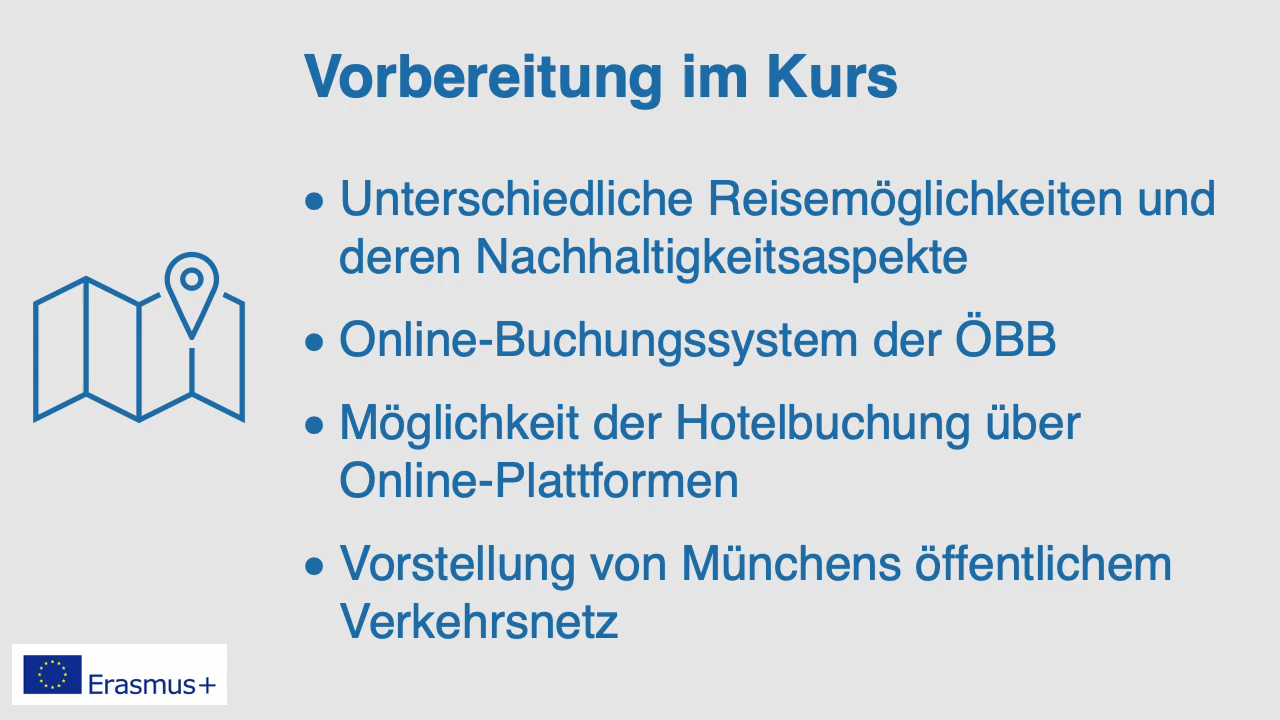 Vorbereitung im Kurs
• Unterschiedliche Reisemöglichkeiten und
deren Nachhaltigkeitsaspekte
• Online-Buchungssystem der ÖBB
• Möglichkeit der Hotelbuchung über
Online-Plattformen
• Vorstellung von Münchens öffentlichem
Verkehrsnetz
Erasmus+